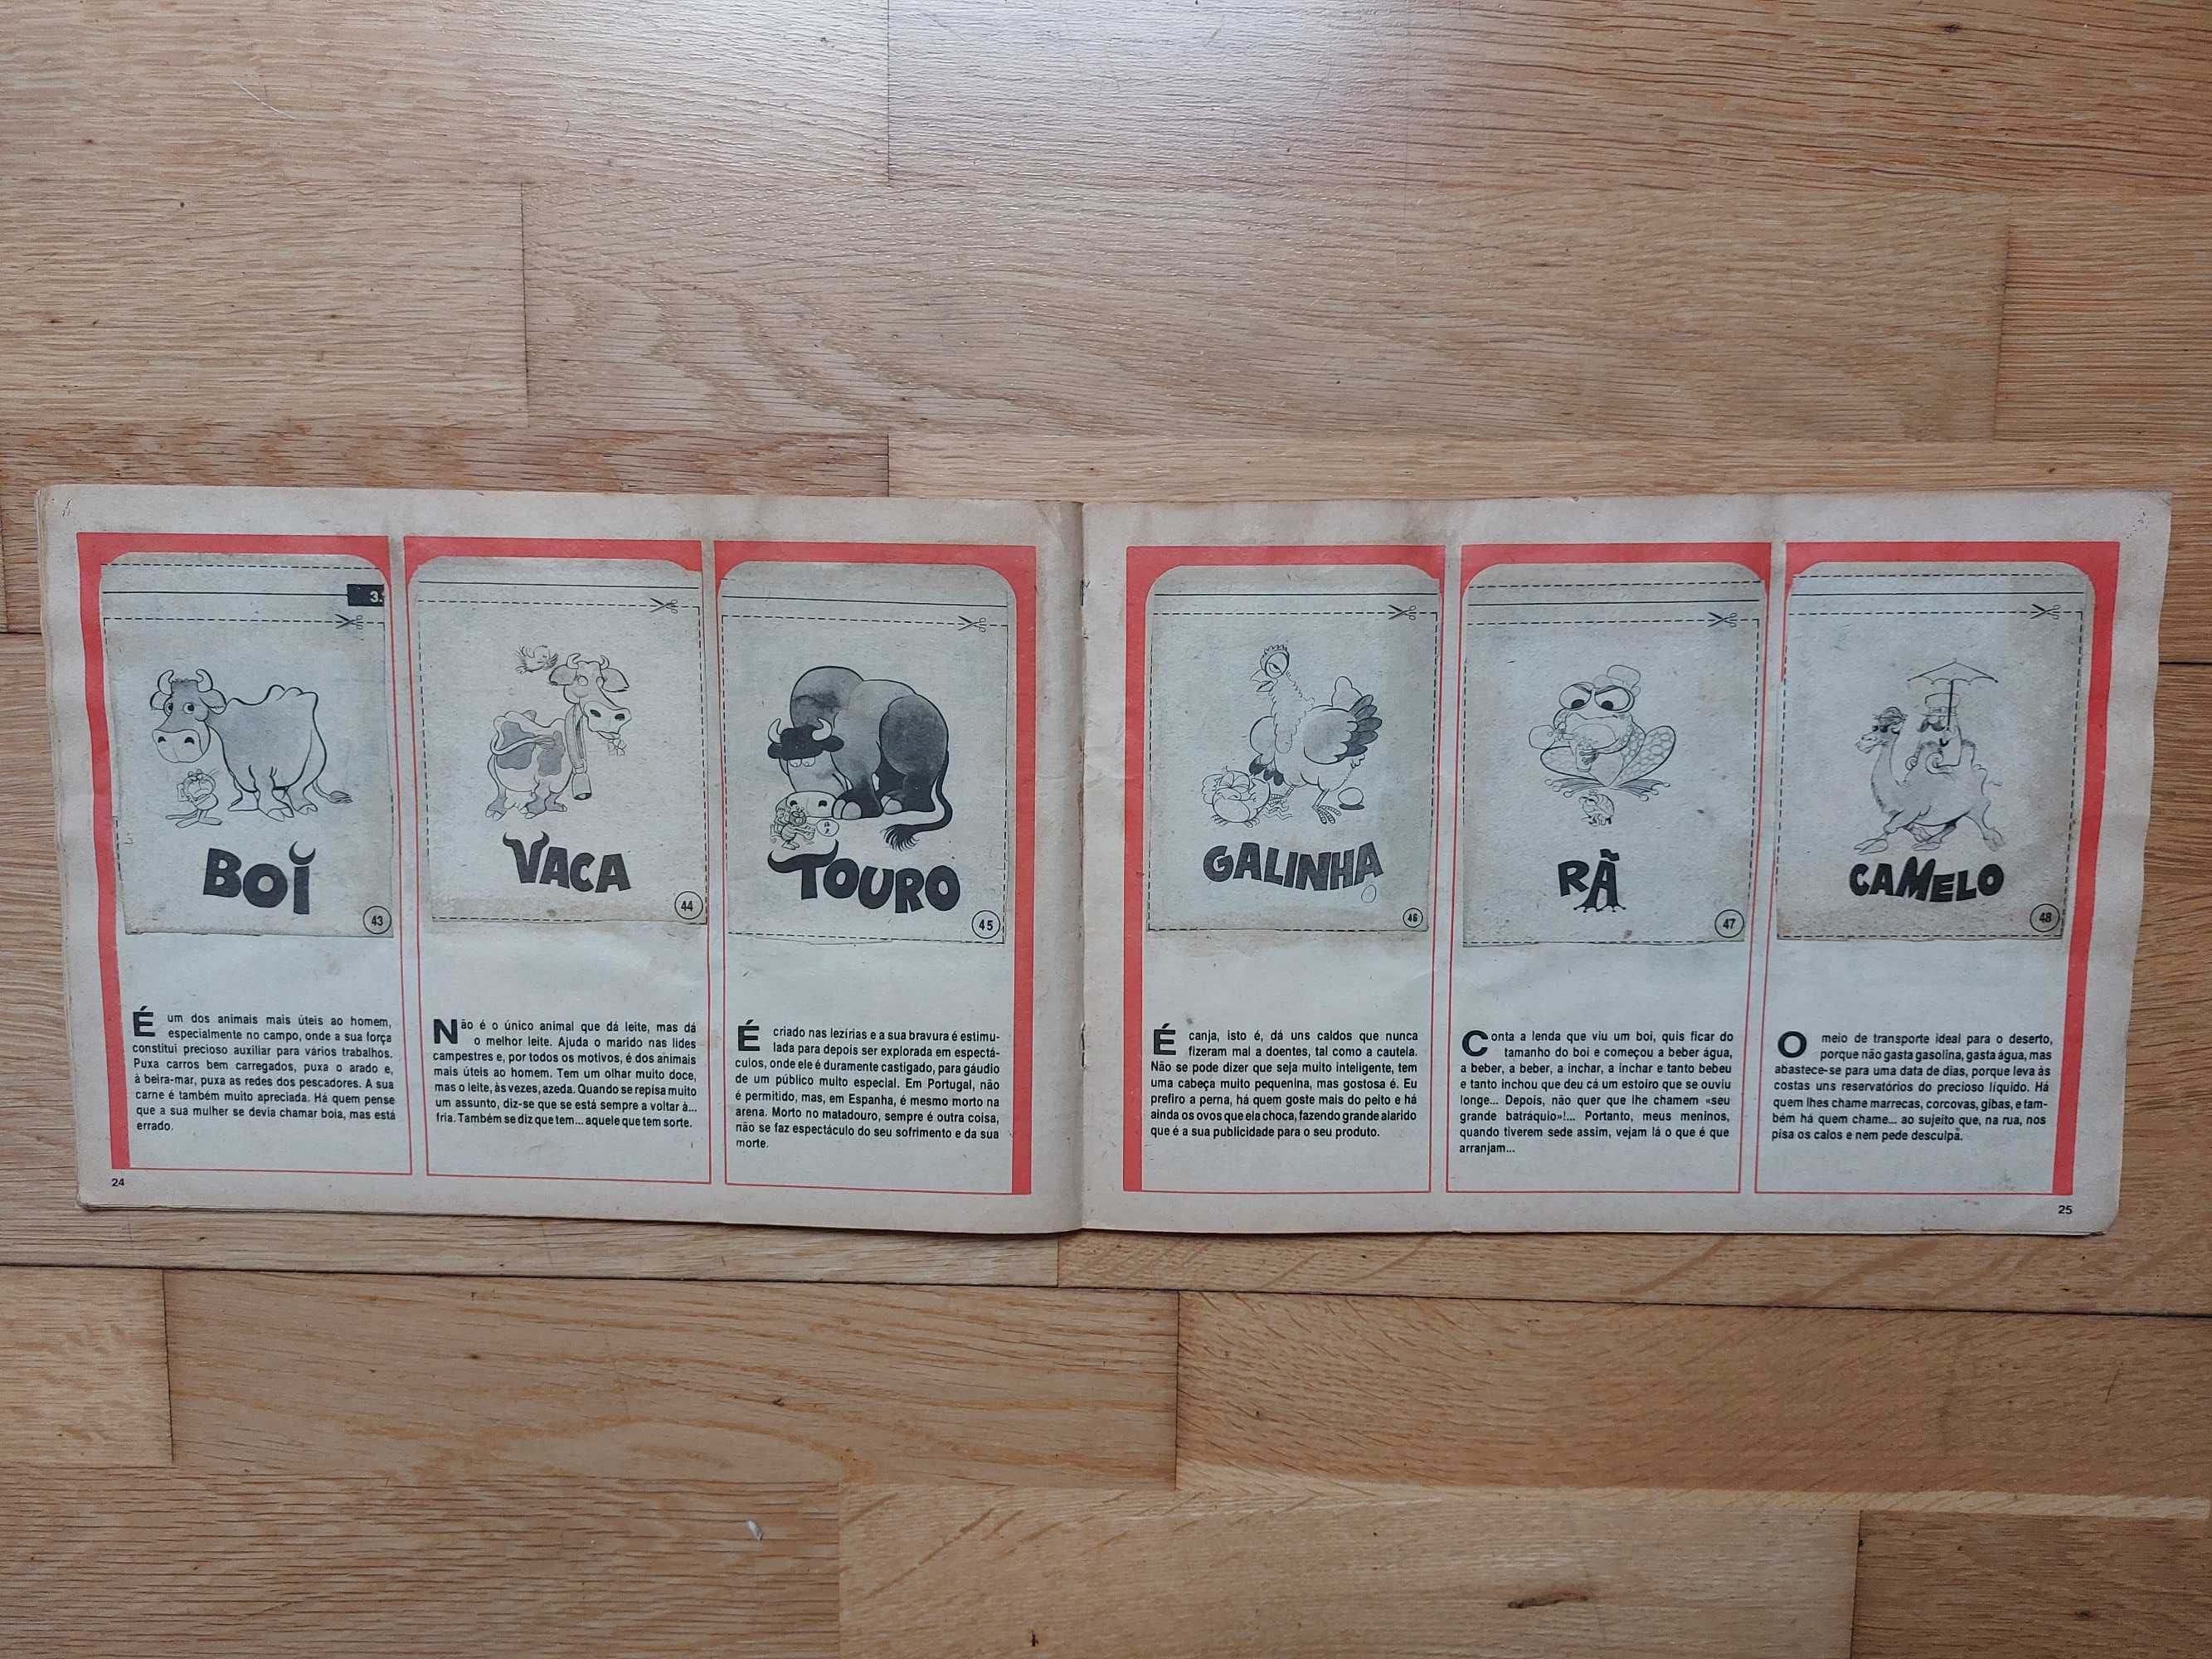 3.
BOI
43
É um dos animais mais úteis ao homem,
especialmente no campo, onde a sua força
constitui precioso auxiliar para vários trabalhos.
Puxa carros bem carregados, puxa o arado e,
à beira-mar, puxa as redes dos pescadores. A sua
carne é também muito apreciada. Há quem pense
que a sua mulher se devia chamar boia, mas está
errado.
24
VACA
44
Não é o único animal que dá leite, mas dá
o melhor leite. Ajuda o marido nas lides
campestres e, por todos os motivos, é dos animais
mais úteis ao homem. Tem um olhar muito doce,
mas o leite, às vezes, azeda. Quando se repisa muito
um assunto, diz-se que se está sempre a voltar à...
fria. Também se diz que tem... aquele que tem sorte.
TOURO
45
É criado nas lezírias e a sua bravura é estimu-
lada para depois ser explorada em espectá-
culos, onde ele é duramente castigado, para gáudio
de um público muito especial. Em Portugal, não
é permitido, mas, em Espanha, é mesmo morto na
arena. Morto no matadouro, sempre é outra coisa,
não se faz espectáculo do seu sofrimento e da sua
morte.
GALINHA
46
É canja, isto é, dá uns caldos que nunca
fizeram mal a doentes, tal como a cautela.
Não se pode dizer que seja muito inteligente, tem
uma cabeça muito pequenina, mas gostosa é. Eu
prefiro a perna, há quem goste mais do peito e há
ainda os ovos que ela choca, fazendo grande alarido
que é a sua publicidade para o seu produto.
RÃ
47
Conta a lenda que viu um boi, quis ficar do
tamanho do boi e começou a beber água,
a beber, a beber, a inchar, a inchar e tanto bebeu
e tanto inchou que deu cá um estoiro que se ouviu
longe... Depois, não quer que lhe chamem «seu
grande batráquio»!... Portanto, meus meninos,
quando tiverem sede assim, vejam lá o que é que
arranjam...
CAMELO
48
O meio de transporte ideal para o deserto,
porque não gasta gasolina, gasta água, mas
abastece-se para uma data de dias, porque leva às
costas uns reservatórios do precioso líquido. Há
quem lhes chame marrecas, corcovas, gibas, e tam-
bém há quem chame... ao sujeito que, na rua, nos
pisa os calos e nem pede desculpa.
25